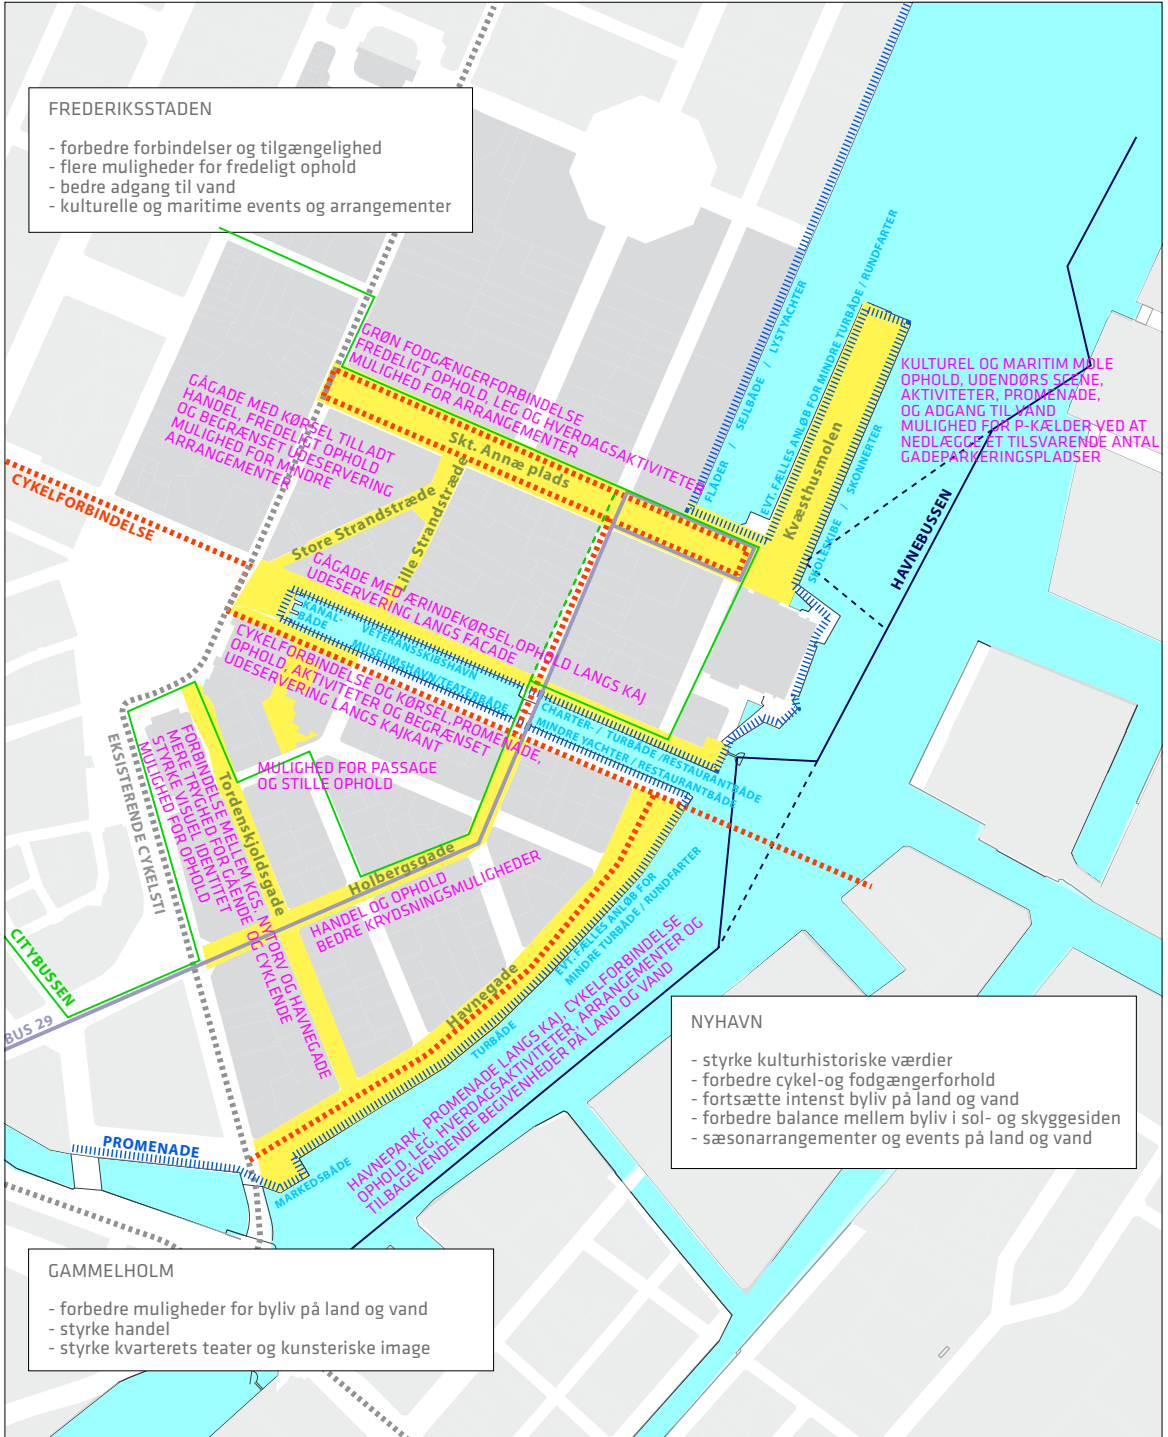 FREDERIKSSTADEN
- forbedre forbindelser og tilgængelighed
- flere muligheder for fredeligt ophold
- bedre adgang til vand
- kulturelle og maritime events og arrangementer
GRØN FODGÆNGERFORBINDELSE
FREDELIGT OPHOLD, LEG OG HVERDAGSAKTIVITETER
MULIGHED FOR ARRANGEMENTER
GÅGADE MED KØRSEL TILLADT
HANDEL, FREDELIGT OPHOLD
OG BEGRÆNSET UDESERVERING
MULIGHED FOR MINDRE
ARRANGEMENTER
FLÅDER / SEJLBÅDE / LYSTYACHTER
EVT. FÆLLES ANLØB FOR MINDRE TURBÅDE / RUNDFARTER
Kvæsthusmolen
SKOLESKIBE / SKONNERTER
KULTUREL OG MARITIM MOLE
OPHOLD, UDENDØRS SCENE,
AKTIVITETER, PROMENADE,
OG ADGANG TIL VAND
MULIGHED FOR P-KÆLDER VED AT
NEDLÆGGE ET TILSVARENDE ANTAL
GADEPARKERINGSPLADSER
HAVNEBUSSEN
Skt. Annæ plads
CYKELFORBINDELSE
Store Strandstræde
Lille Strandstræde
GÅGADE MED ÆRINDEKØRSEL, OPHOLD LANGS KAJ
UDESERVERING LANGS FACADE
KANAL-
BÅDE
VETERANSSKIBSHAVN
MUSEUMSHAVN/TEATERBÅDE
CYKELFORBINDELSE OG KØRSEL, PROMENADE,
OPHOLD, AKTIVITETER OG BEGRÆNSET
UDESERVERING LANGS KAJKANT
CHARTER- / TURBÅDE /RESTAURANTBÅDE
MINDRE YACHTER / RESTAURANTBÅDE
EKSISTERENDE CYKELSTI
FORBINDELSE MELLEM KGS. NYTORV OG HAVNEGADE
MERE TRYGHED FOR GÅENDE OG CYKLENDE
STYRKE VISUEL IDENTITET
MULIGHED FOR OPHOLD
Tordenskjoldsgade
MULIGHED FOR PASSAGE
OG STILLE OPHOLD
Holbergsgade
HANDEL OG OPHOLD
BEDRE KRYDSNINGSMULIGHEDER
CITYBUSSEN
BUS 29
Havnegade
EVT. FÆLLES ANLØB FOR
MINDRE TURBÅDE / RUNDFARTER
TURBÅDE
HAVNEPARK, PROMENADE LANGS KAJ, CYKELFORBINDELSE
OPHOLD, LEG, HVERDAGSAKTIVITETER, ARRANGEMENTER OG
TILBAGEVENDENDE BEGIVENHEDER PÅ LAND OG VAND
NYHAVN
- styrke kulturhistoriske værdier
- forbedre cykel-og fodgængerforhold
- fortsætte intenst byliv på land og vand
- forbedre balance mellem byliv i sol- og skyggesiden
- sæsonarrangementer og events på land og vand
PROMENADE
MARKEDSBÅDE
GAMMELHOLM
- forbedre muligheder for byliv på land og vand
- styrke handel
- styrke kvarterets teater og kunsteriske image